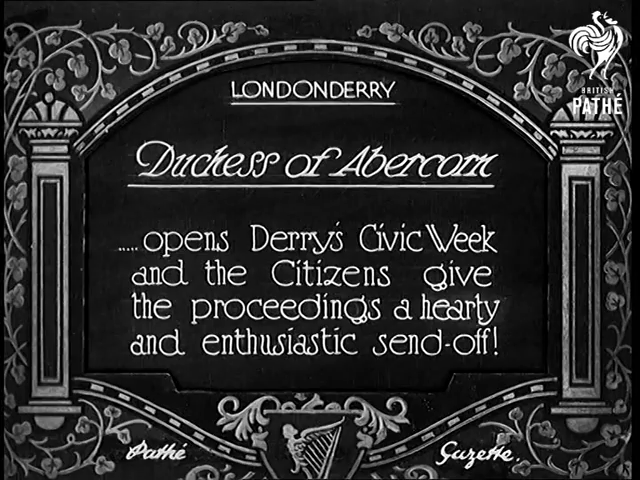 LONDONDERRY
BRITISH
PATHÉ
Duchess of Abercorn
.....opens Derry's Civic Week
and the Citizens give
the proceedings a hearty
and enthusiastic send-off!
Pathé Gazette.